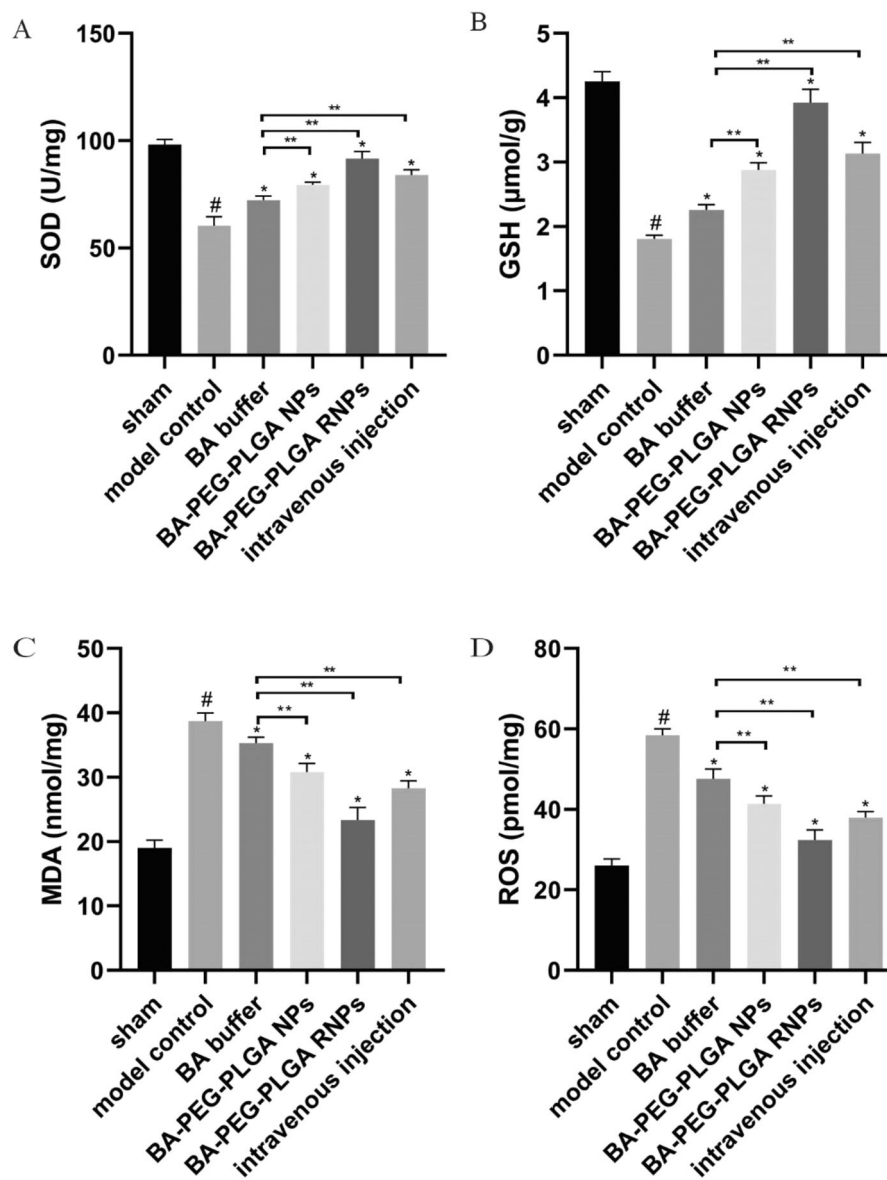 A
SOD (U/mg)
150
100
50
0
#
*
*
*
*
**
**
**
sham
model control
BA buffer
BA-PEG-PLGA NPs
BA-PEG-PLGA RNPs
intravenous injection
B
GSH (μmol/g)
5
4
3
2
1
0
#
*
*
*
*
**
**
**
sham
model control
BA buffer
BA-PEG-PLGA NPs
BA-PEG-PLGA RNPs
intravenous injection
C
MDA (nmol/mg)
50
40
30
20
10
0
#
*
*
*
*
**
**
**
sham
model control
BA buffer
BA-PEG-PLGA NPs
BA-PEG-PLGA RNPs
intravenous injection
D
ROS (pmol/mg)
80
60
40
20
0
#
*
*
*
*
**
**
**
sham
model control
BA buffer
BA-PEG-PLGA NPs
BA-PEG-PLGA RNPs
intravenous injection